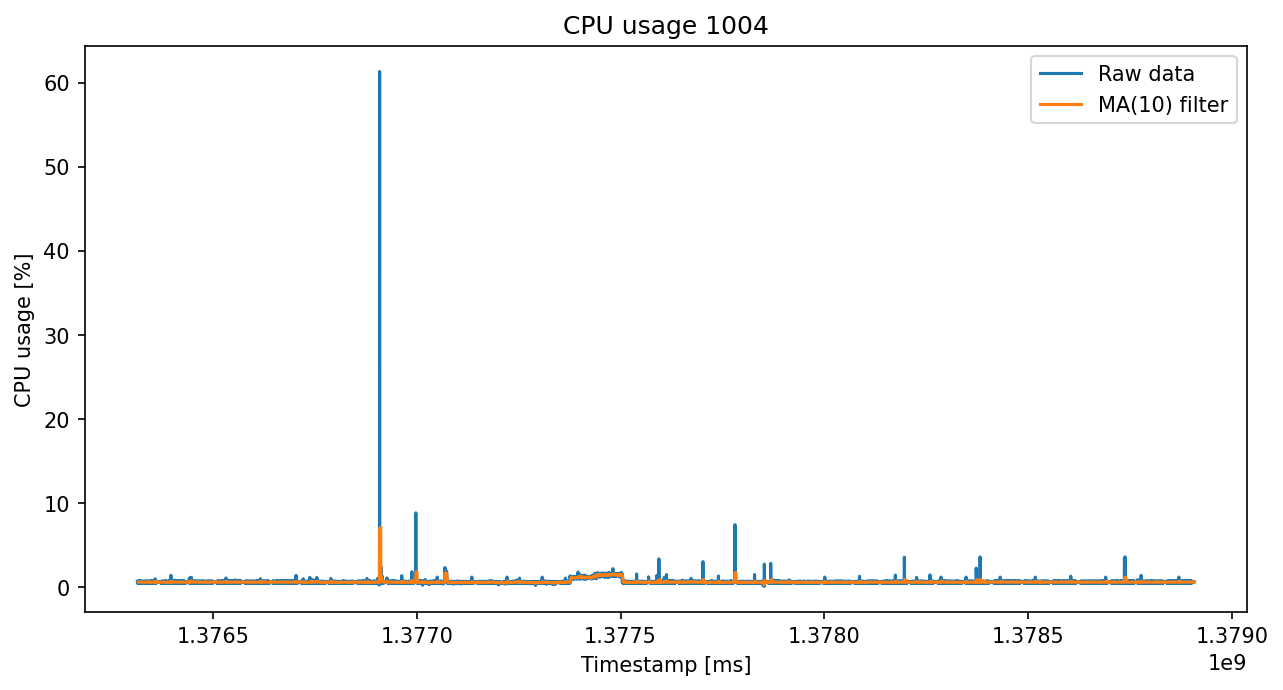 CPU usage 1004
Raw data
MA(10) filter
CPU usage [%]
60
50
40
30
20
10
0
1.3765 1.3770 1.3775 1.3780 1.3785 1.3790
1e9
Timestamp [ms]